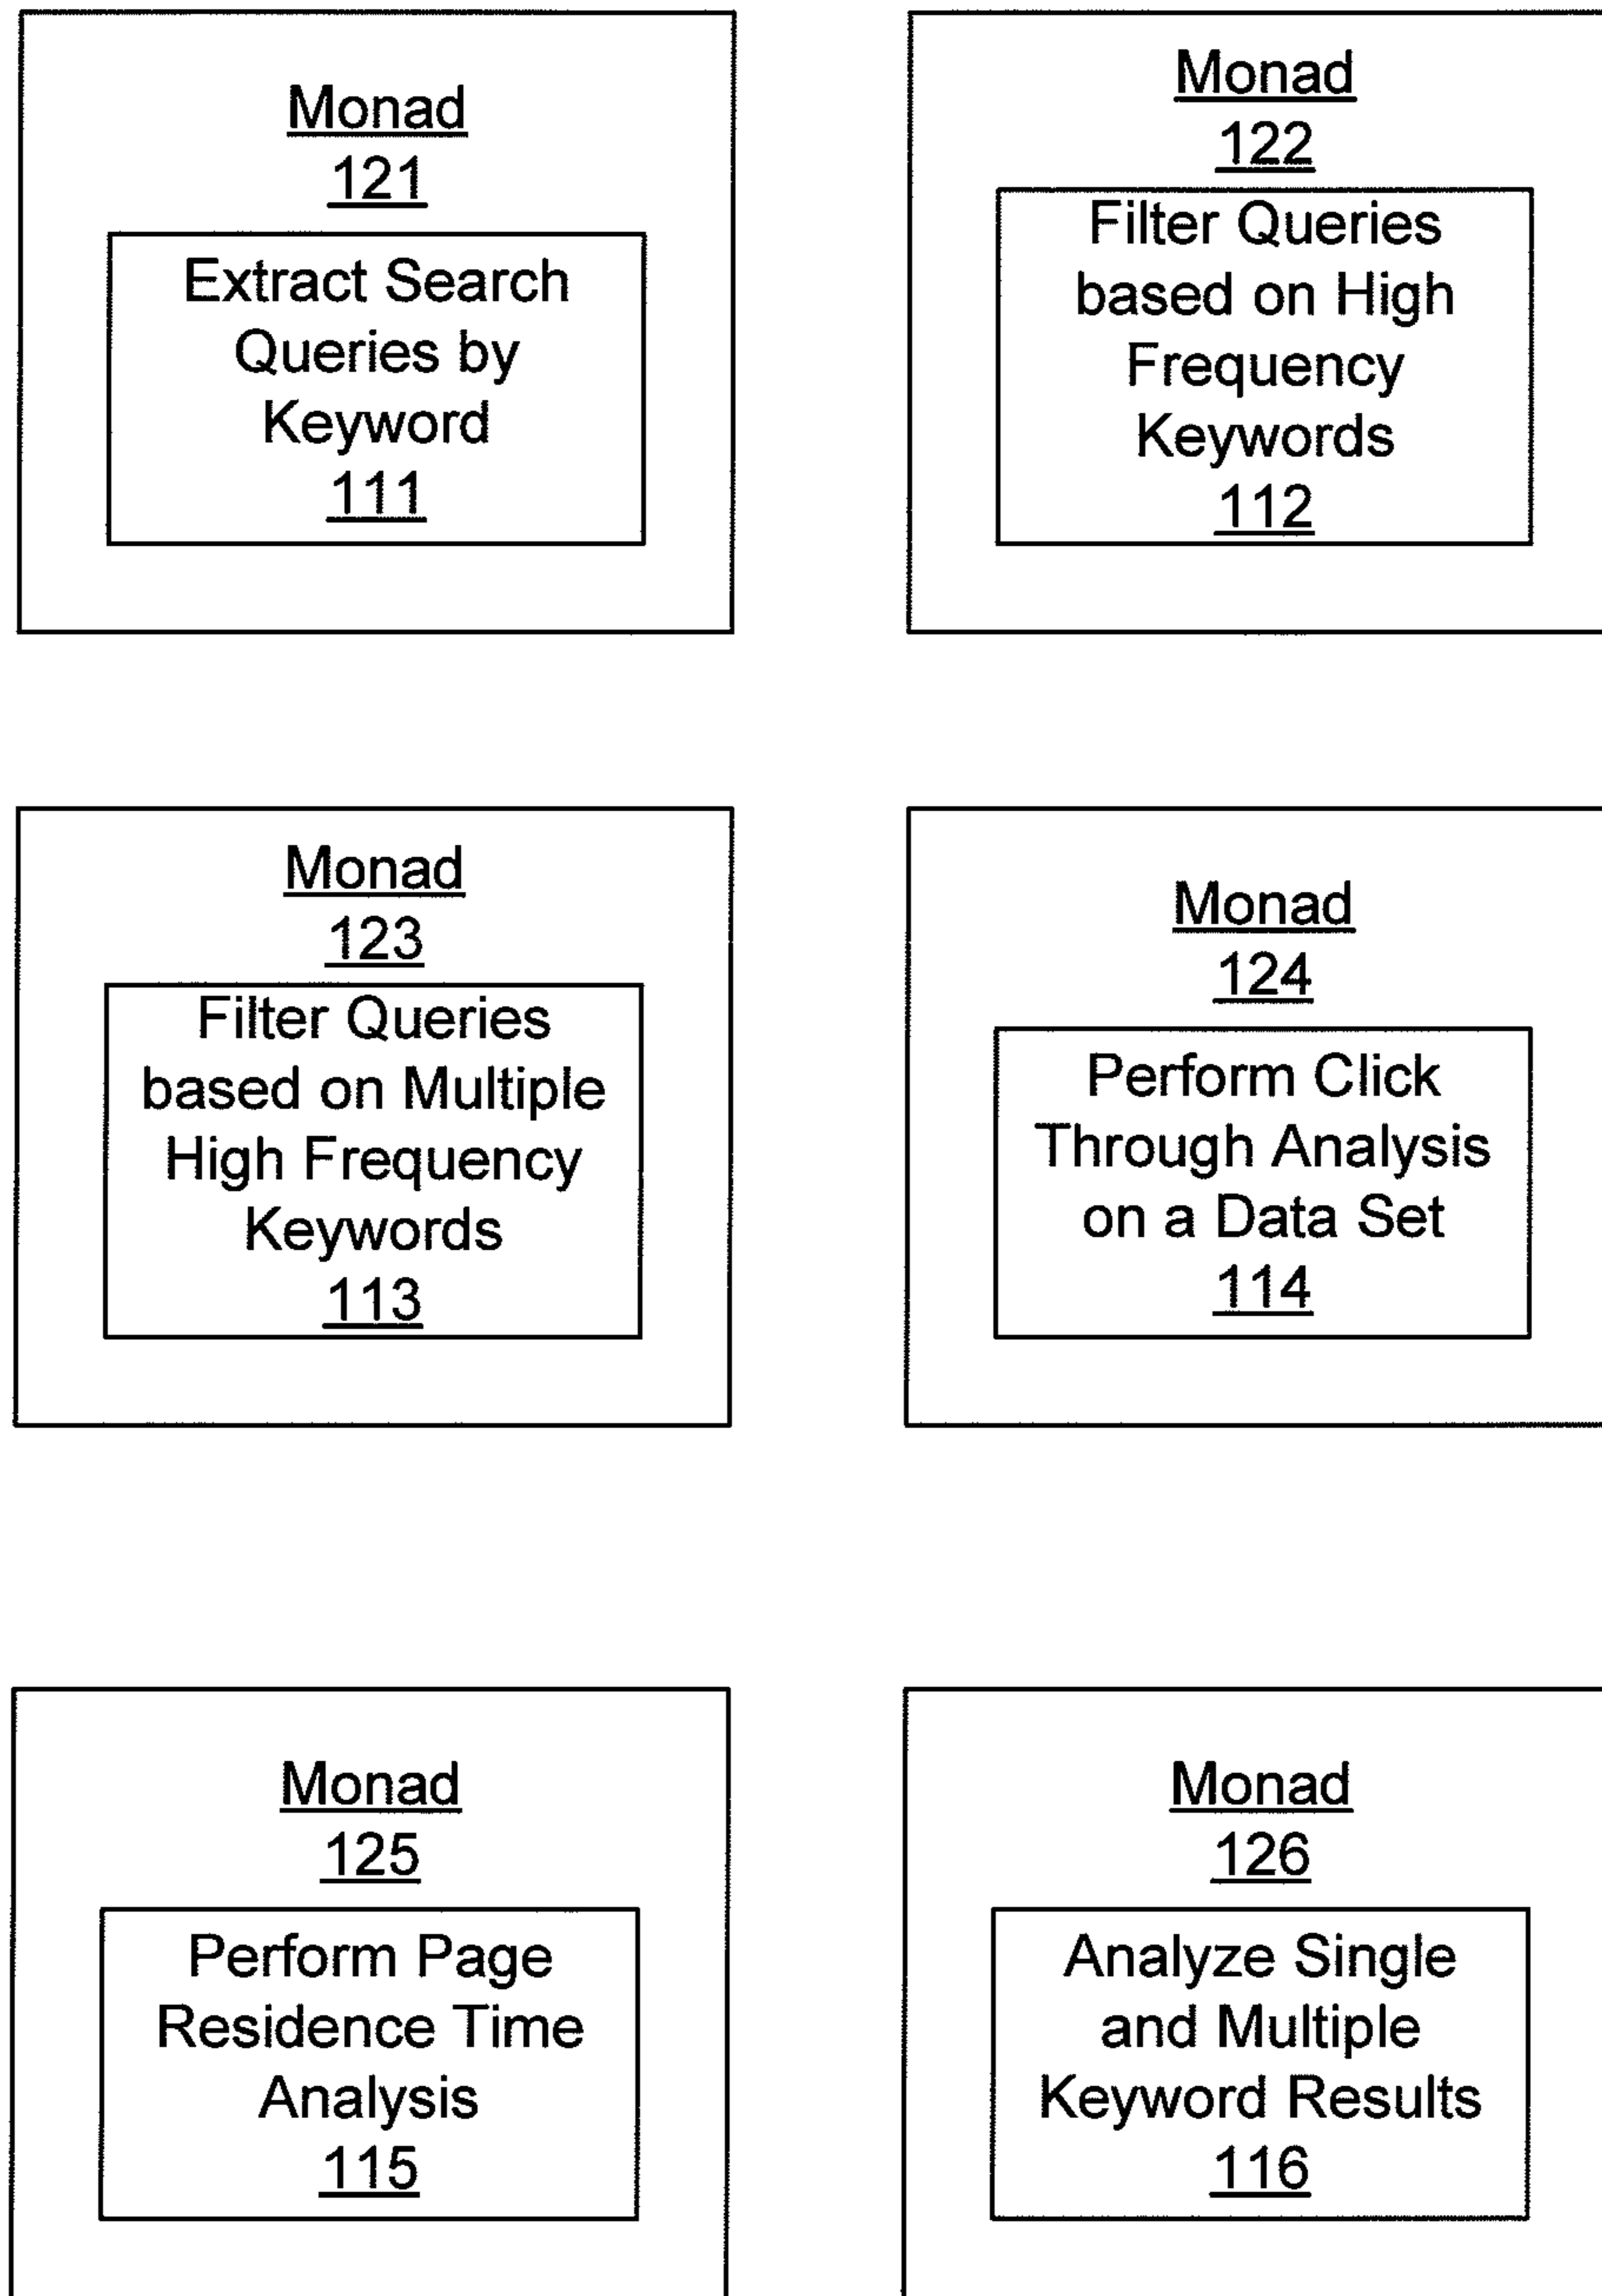 Monad
121
Extract Search
Queries by
Keyword
111
Monad
122
Filter Queries
based on High
Frequency
Keywords
112
Monad
123
Filter Queries
based on Multiple
High Frequency
Keywords
113
Monad
124
Perform Click
Through Analysis
on a Data Set
114
Monad
125
Perform Page
Residence Time
Analysis
115
Monad
126
Analyze Single
and Multiple
Keyword Results
116